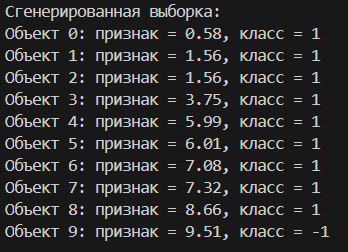 Сгенерированная выборка:
Объект 0: признак = 0.58, класс = 1
Объект 1: признак = 1.56, класс = 1
Объект 2: признак = 1.56, класс = 1
Объект 3: признак = 3.75, класс = 1
Объект 4: признак = 5.99, класс = 1
Объект 5: признак = 6.01, класс = 1
Объект 6: признак = 7.08, класс = 1
Объект 7: признак = 7.32, класс = 1
Объект 8: признак = 8.66, класс = 1
Объект 9: признак = 9.51, класс = -1